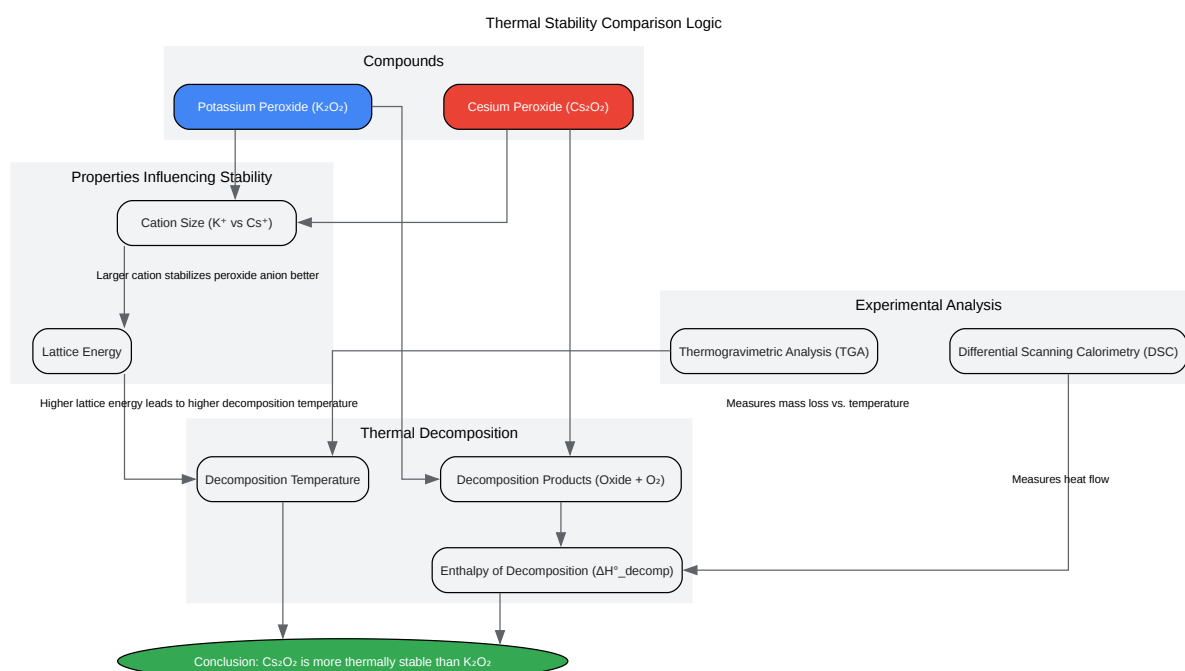 Thermal Stability Comparison Logic
Compounds
Potassium Peroxide (K₂O₂)
Cesium Peroxide (Cs₂O₂)
Properties Influencing Stability
Cation Size (K⁺ vs Cs⁺)
Larger cation stabilizes peroxide anion better
Lattice Energy
Experimental Analysis
Thermogravimetric Analysis (TGA)
Differential Scanning Calorimetry (DSC)
Higher lattice energy leads to higher decomposition temperature
Measures mass loss vs. temperature
Thermal Decomposition
Decomposition Temperature
Decomposition Products (Oxide + O₂)
Measures heat flow
Enthalpy of Decomposition (ΔH°_decomp)
Conclusion: Cs₂O₂ is more thermally stable than K₂O₂